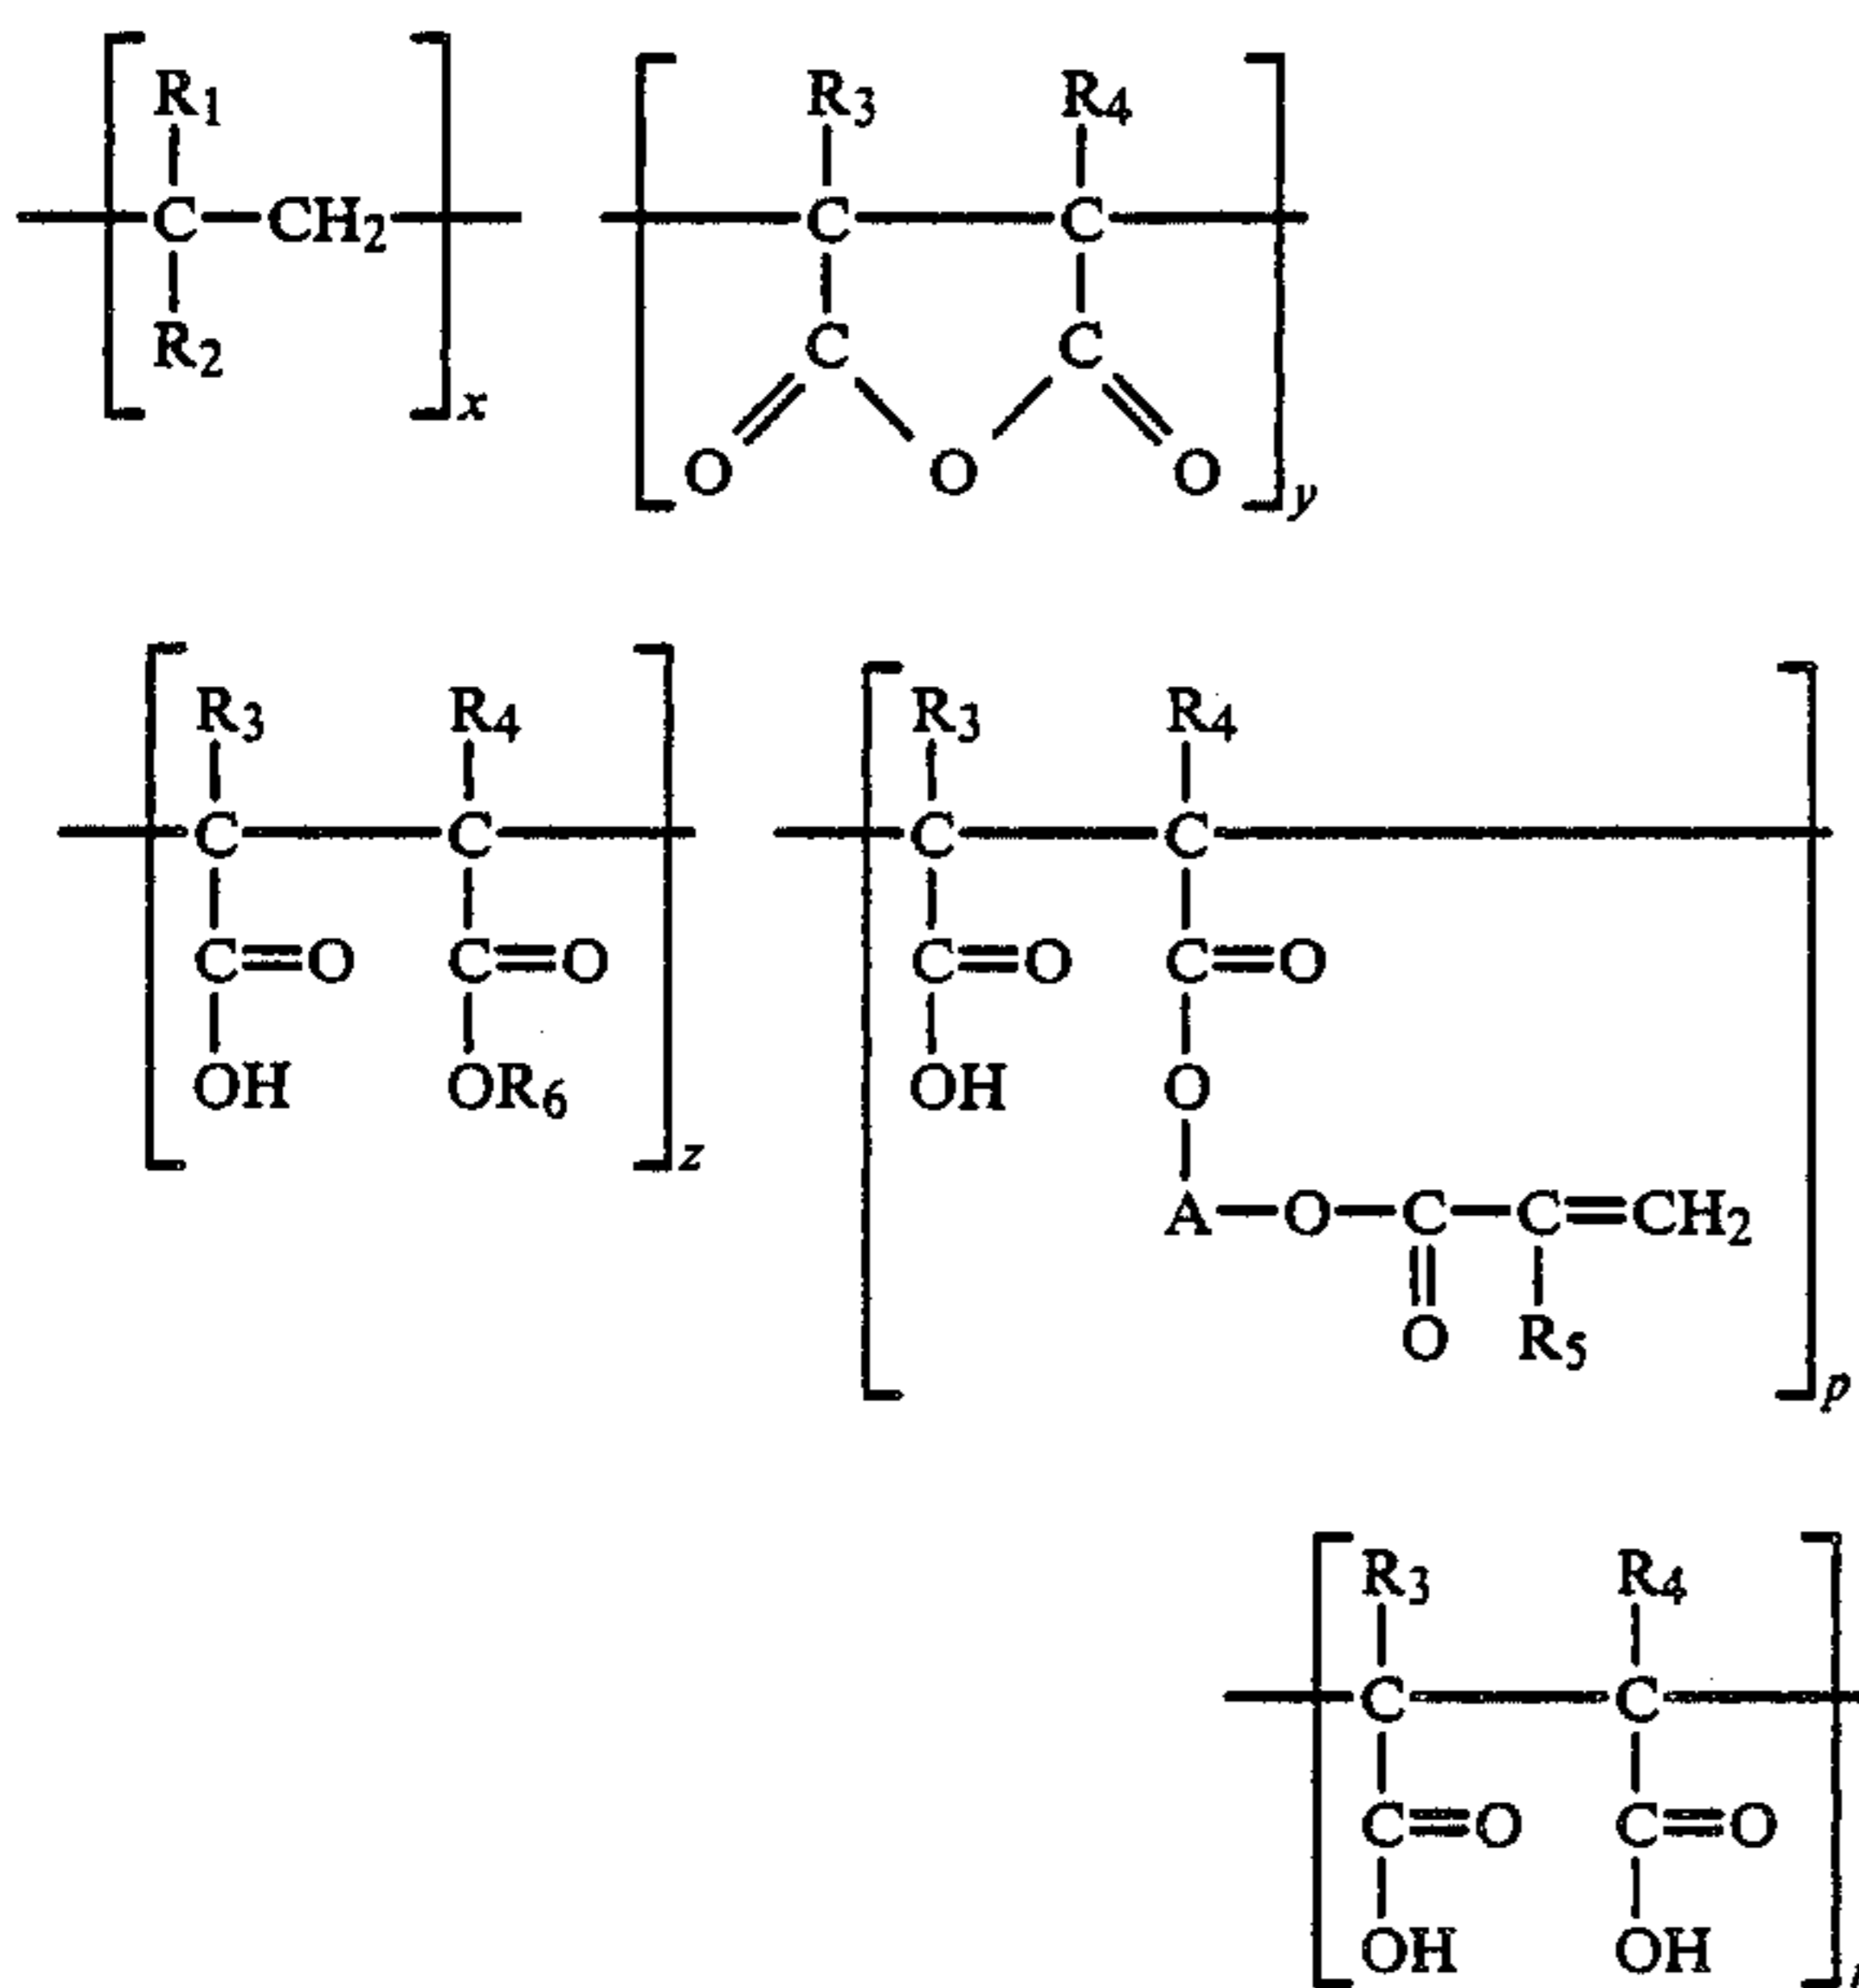 R1
C—CH2
R2
x
R3 R4
C C
C C
O O O
y
R3 R4
C C
C=O C=O
OH OR6
z
R3 R4
C C
C=O C=O
OH O
A—O—C—C=CH2
O R5
p
R3 R4
C C
C=O C=O
OH OH